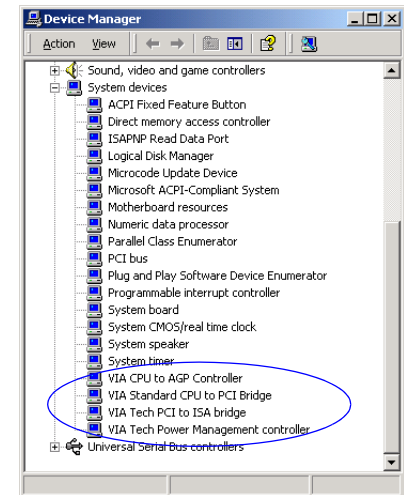 Device Manager
Action View
Sound, video and game controllers
System devices
ACPI Fixed Feature Button
Direct memory access controller
ISAPNP Read Data Port
Logical Disk Manager
Microcode Update Device
Microsoft ACPI-Compliant System
Motherboard resources
Numeric data processor
Parallel Class Enumerator
PCI bus
Plug and Play Software Device Enumerator
Programmable interrupt controller
System board
System CMOS/real time clock
System speaker
System timer
VIA CPU to AGP Controller
VIA Standard CPU to PCI Bridge
VIA Tech PCI to ISA bridge
VIA Tech Power Management controller
Universal Serial Bus controllers